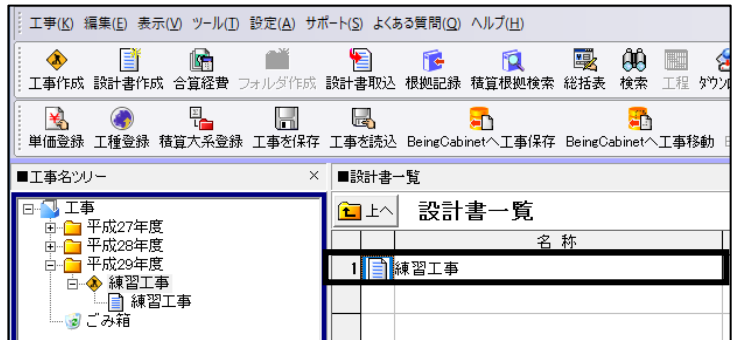 工事(K) 編集(E) 表示(V) ツール(T) 設定(A) サポート(S) よくある質問(Q) ヘルプ(H)
工事作成 設計書作成 合算経費 フォルダ作成 設計書取込 根拠記録 積算根拠検索 総括表 検索 工程 ダウン
単価登録 工種登録 積算大系登録 工事を保存 工事を読込 BeingCabinetへ工事保存 BeingCabinetへ工事移動
■工事名ツリー ×
工事
平成27年度
平成28年度
平成29年度
練習工事
練習工事
ごみ箱
■設計書一覧
上へ 設計書一覧
名 称
1 練習工事